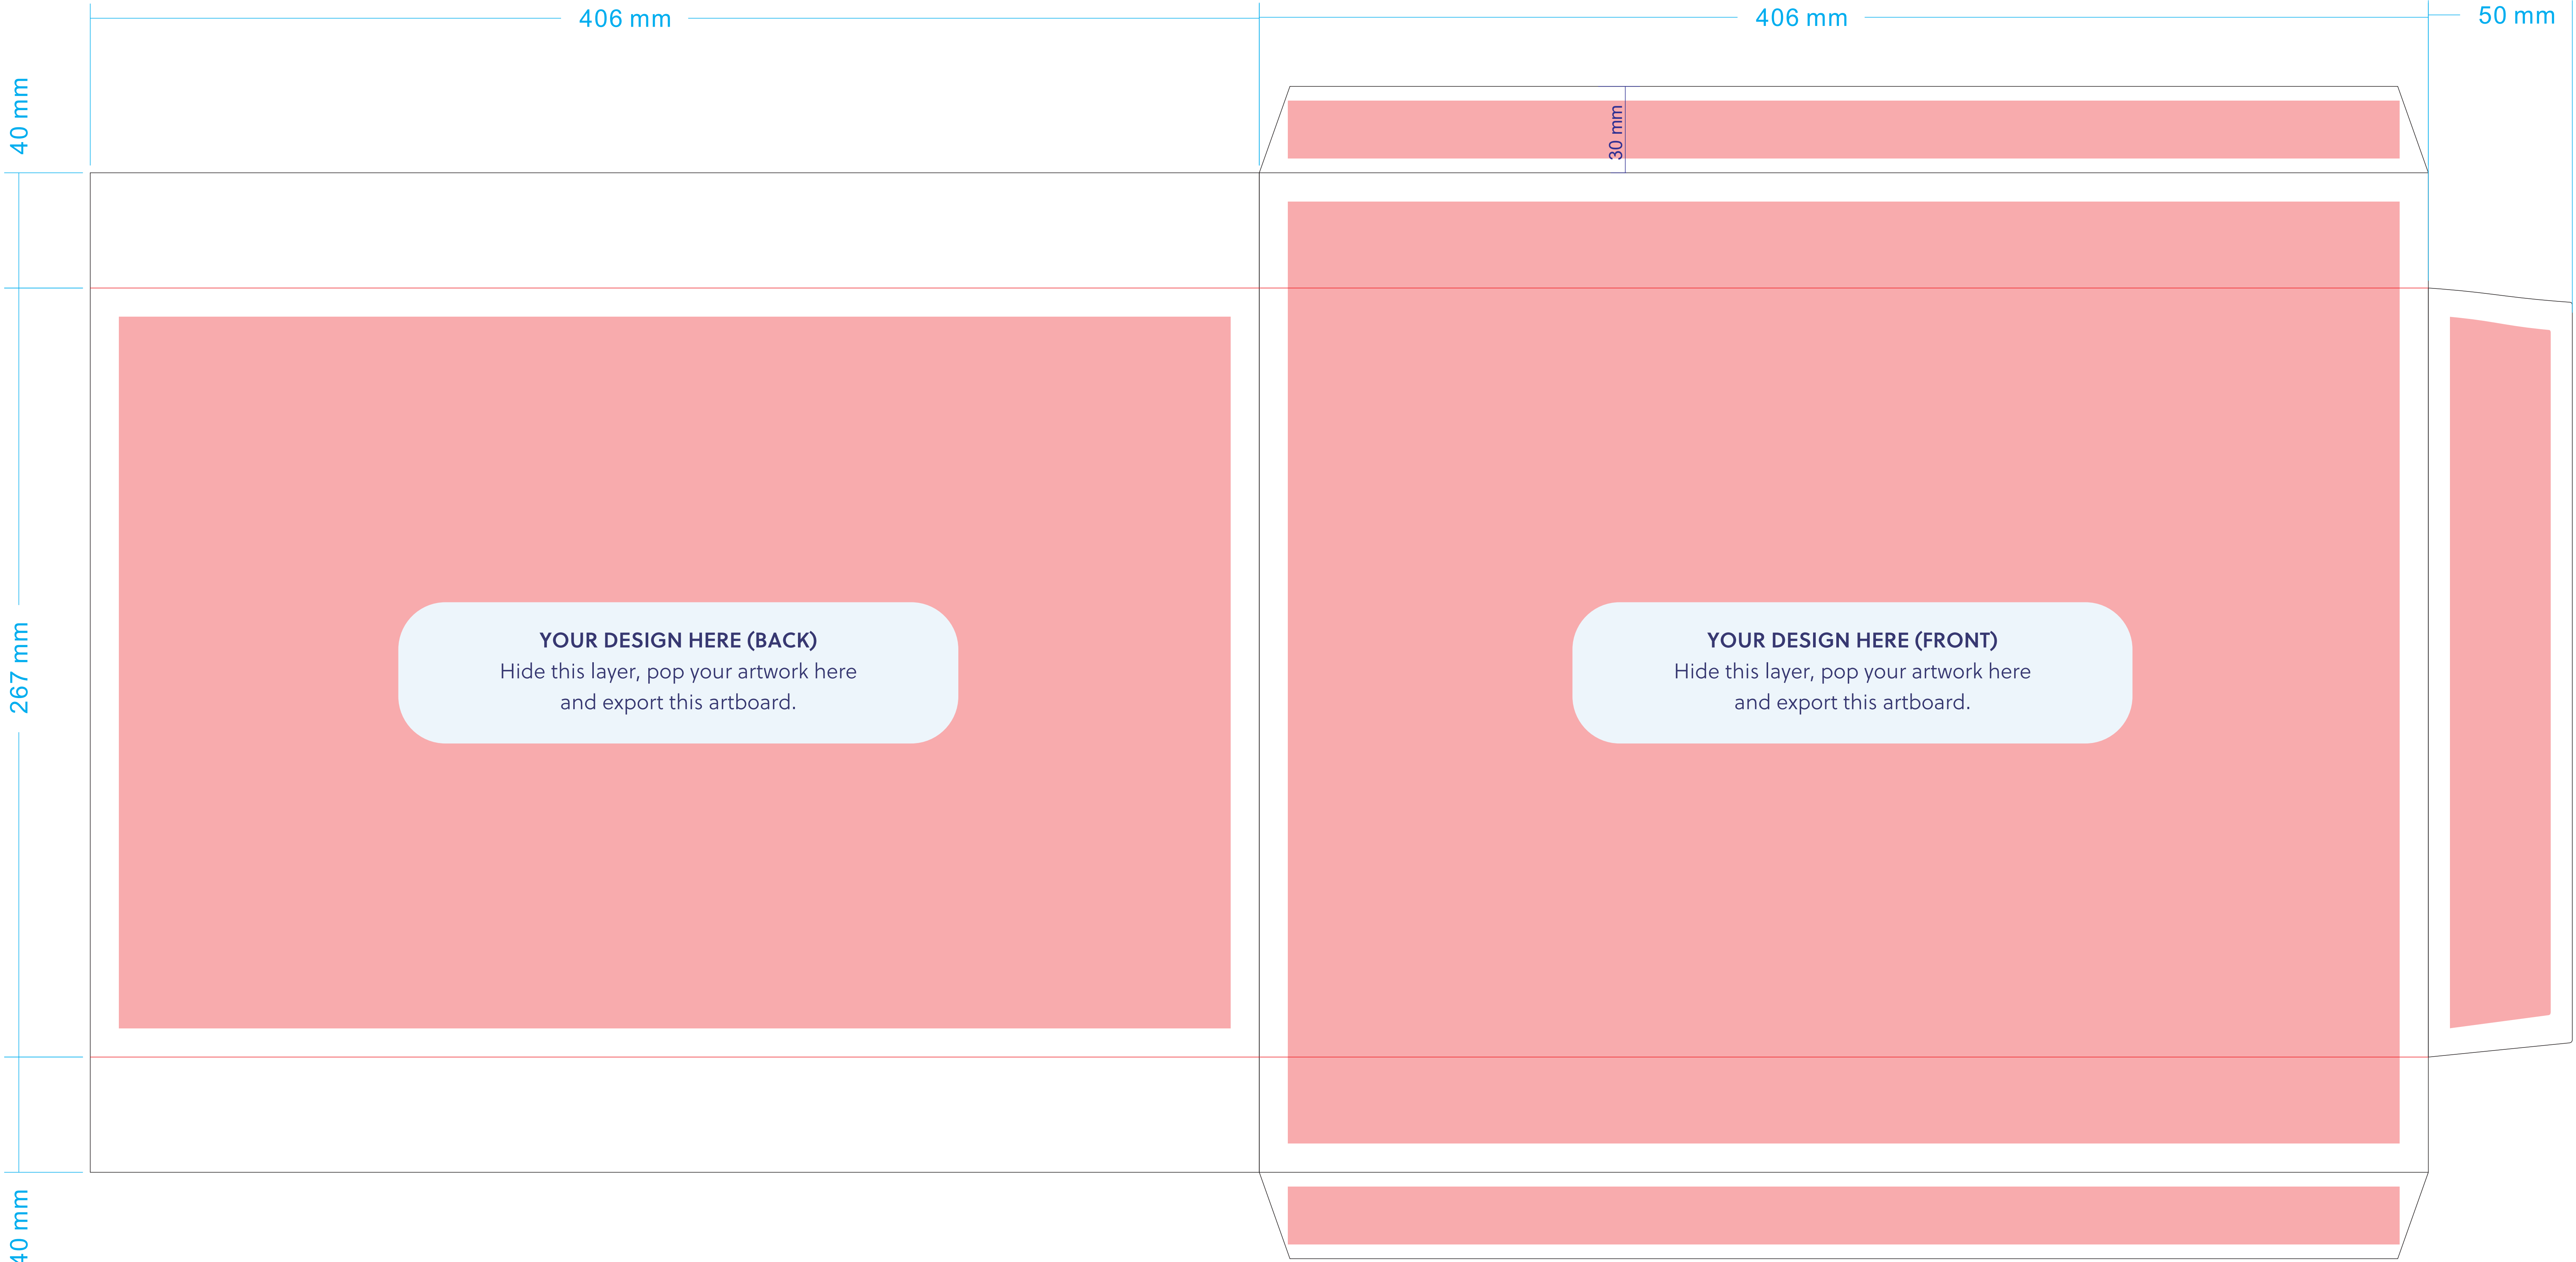 406 mm
406 mm
50 mm
40 mm
30 mm
267 mm
YOUR DESIGN HERE (BACK)
Hide this layer, pop your artwork here
and export this artboard.
YOUR DESIGN HERE (FRONT)
Hide this layer, pop your artwork here
and export this artboard.
40 mm